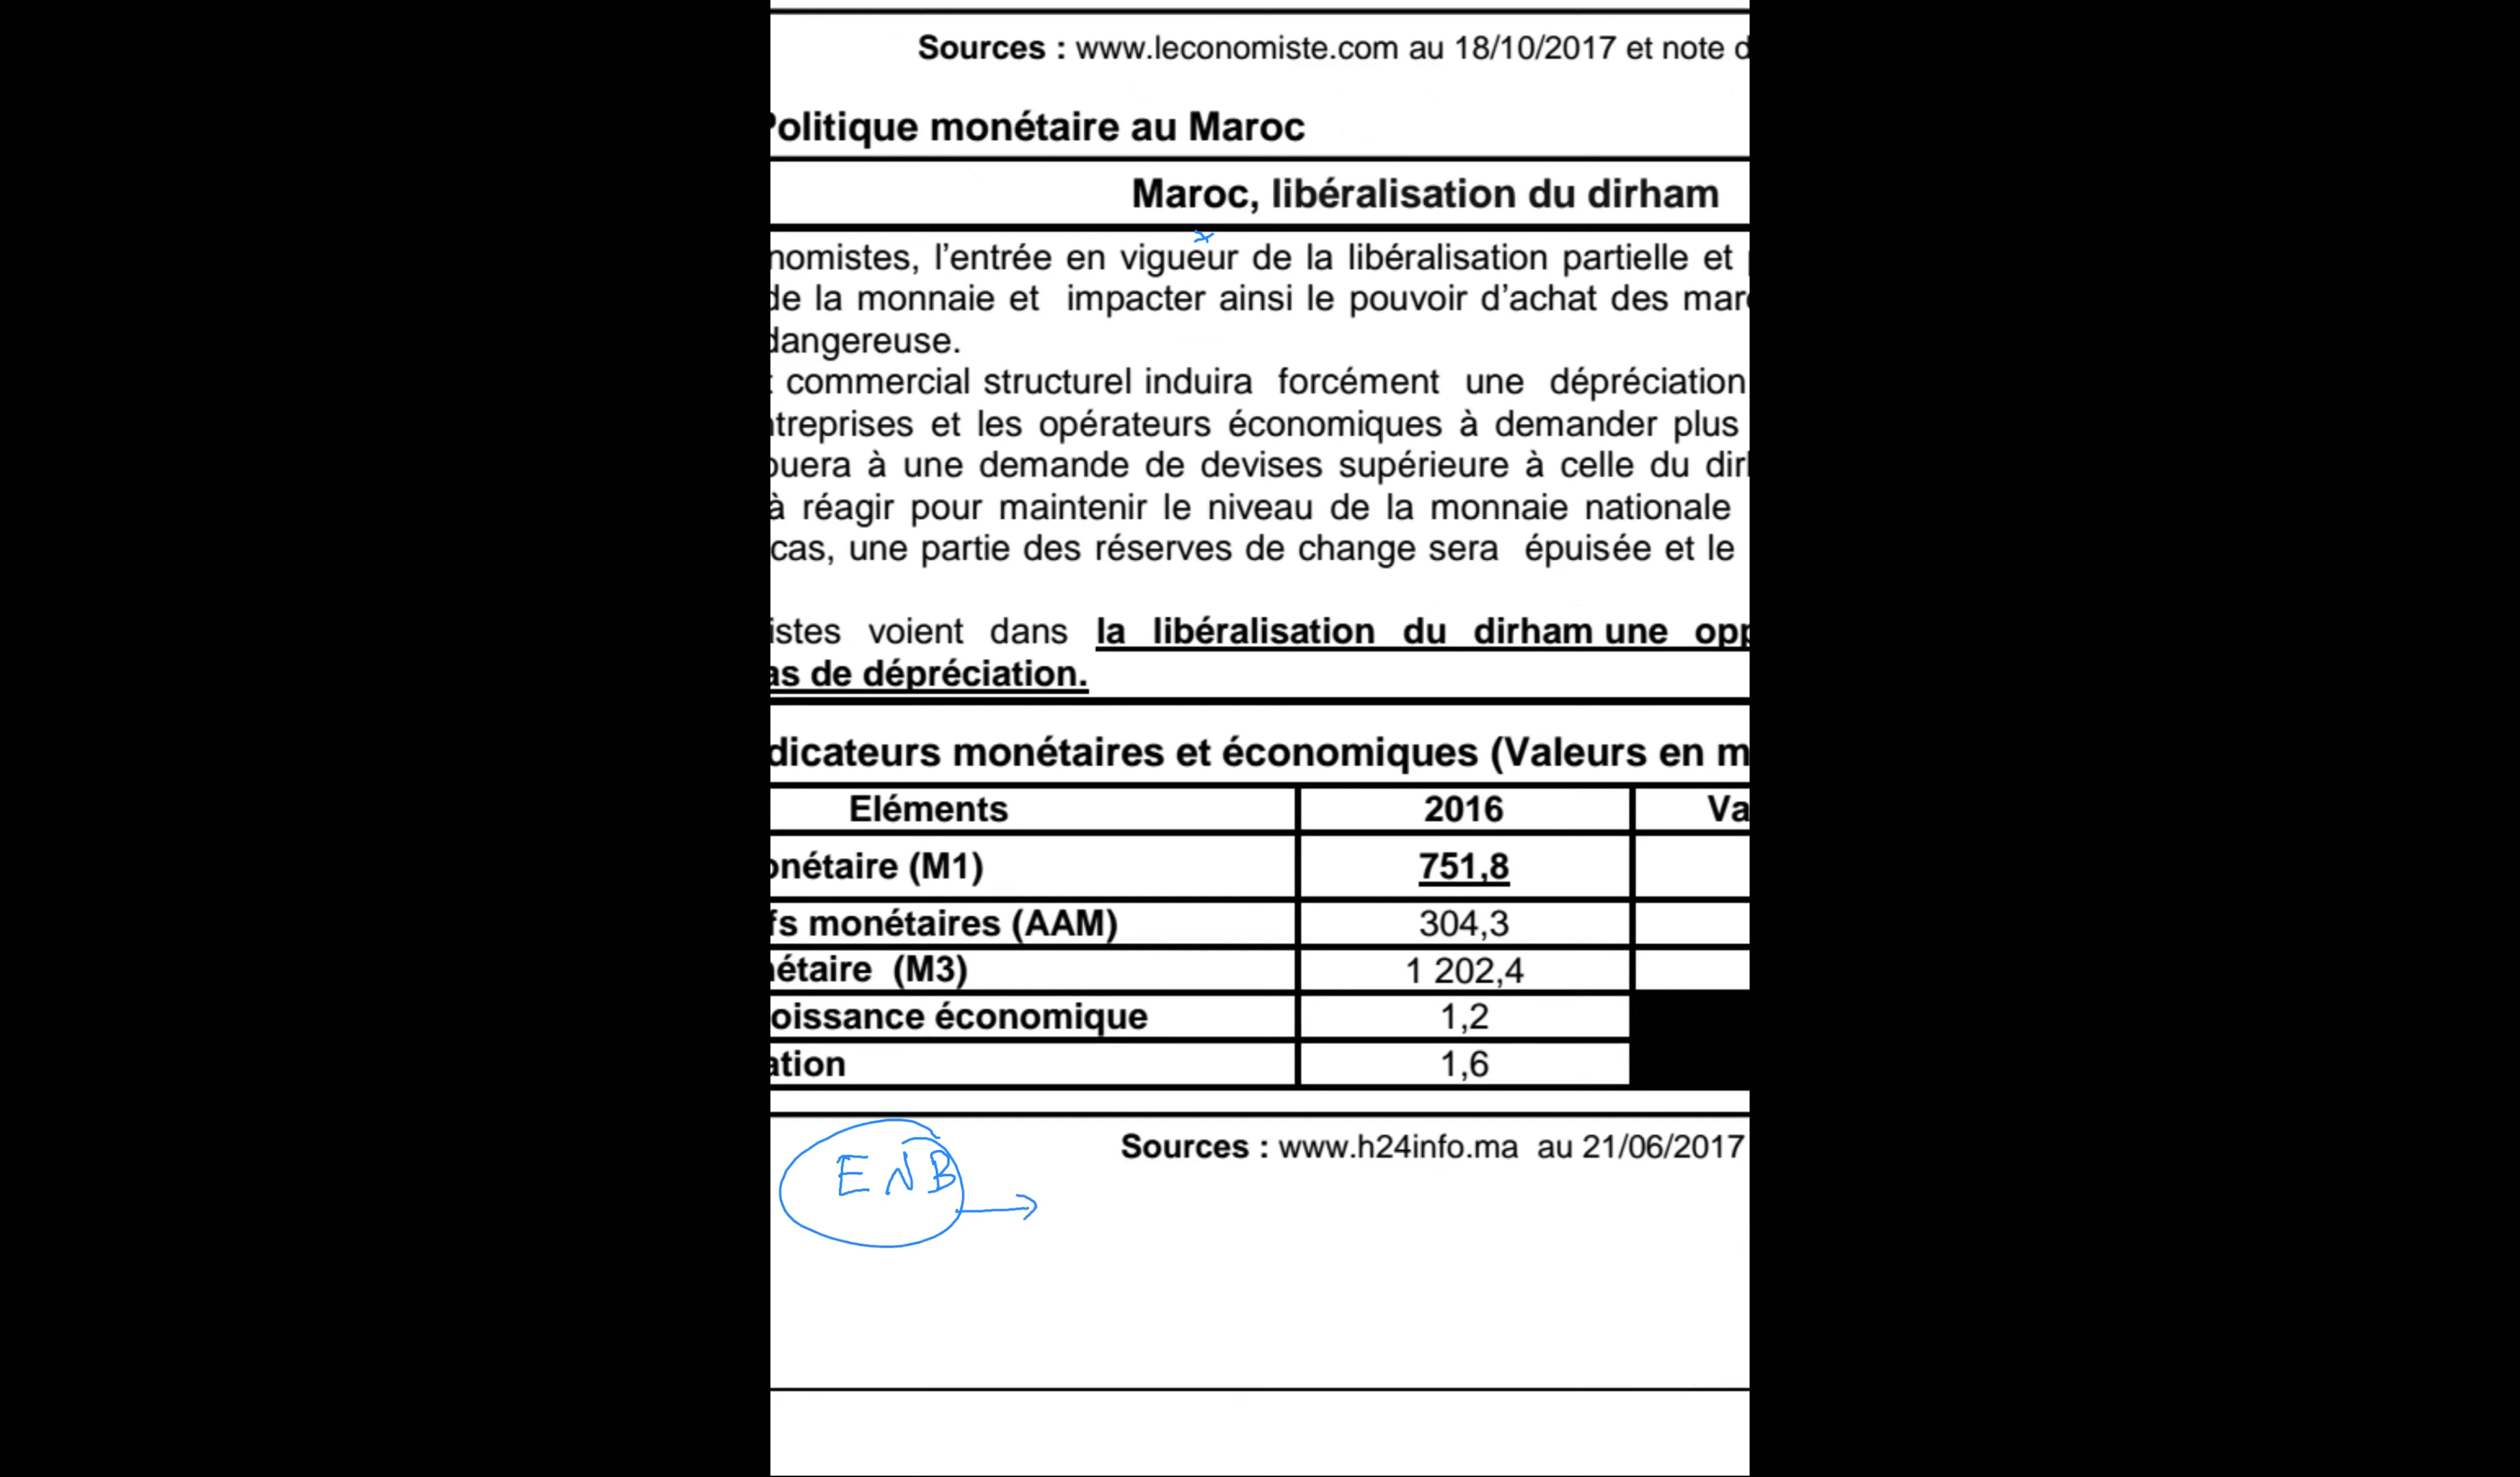 Sources : www.leconomiste.com au 18/10/2017 et note d
Politique monétaire au Maroc
Maroc, libéralisation du dirham
nomistes, l'entrée en vigueur de la libéralisation partielle et
de la monnaie et impacter ainsi le pouvoir d'achat des maro
dangereuse.
commercial structurel induira forcément une dépréciation
ntreprises et les opérateurs économiques à demander plus
ouera à une demande de devises supérieure à celle du dirh
à réagir pour maintenir le niveau de la monnaie nationale
cas, une partie des réserves de change sera épuisée et le
istes voient dans la libéralisation du dirham une opp
as de dépréciation.
dicateurs monétaires et économiques (Valeurs en m
Eléments 2016 Va
onétaire (M1) 751,8
fs monétaires (AAM) 304,3
nétaire (M3) 1 202,4
oissance économique 1,2
ation 1,6
Sources : www.h24info.ma au 21/06/2017
ENB